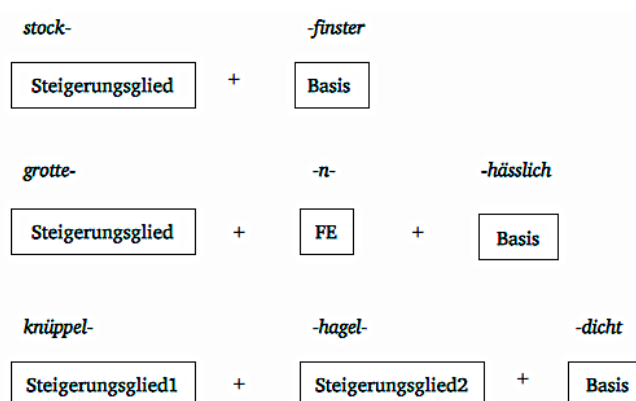 stock- -finster
Steigerungsglied + Basis
grotte- -n- -hässlich
Steigerungsglied + FE + Basis
knüppel- -hagel- -dicht
Steigerungsglied1 + Steigerungsglied2 + Basis